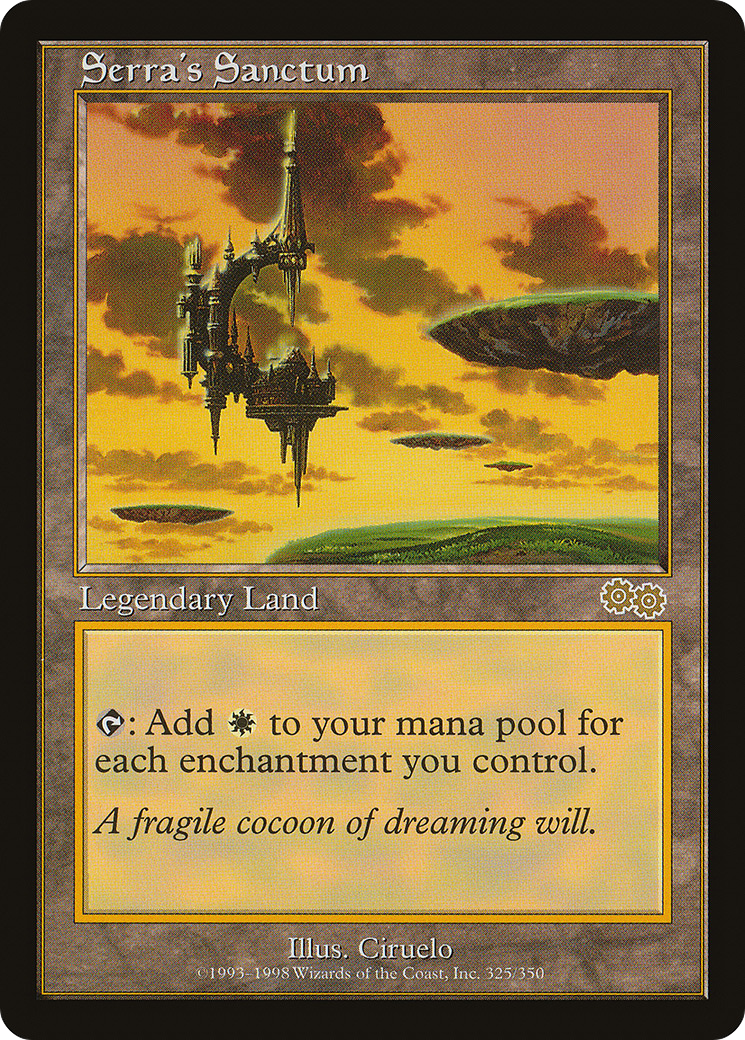 Serra's Sanctum
Legendary Land
: Add to your mana pool for
each enchantment you control.
A fragile cocoon of dreaming will.
Illus. Ciruelo
©1993-1998 Wizards of the Coast, Inc. 325/350